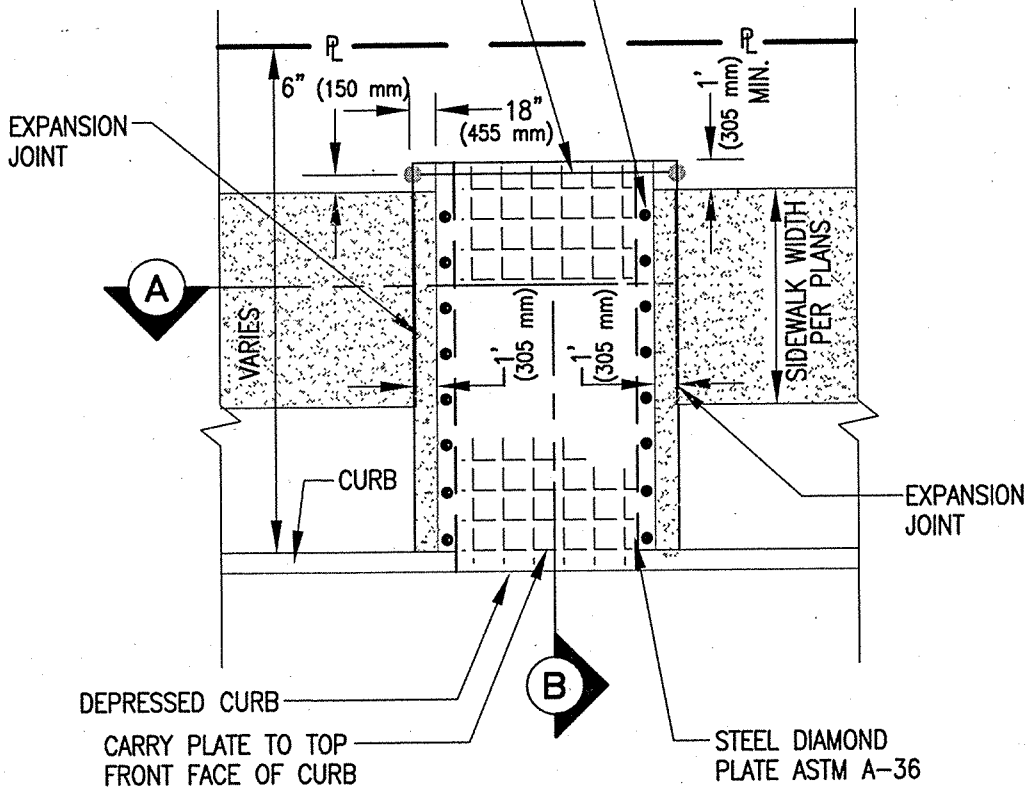 ℄ ℄
6" (150 mm)
18"
(455 mm)
1'
(305 mm)
MIN.
EXPANSION
JOINT
A
VARIES
1'
(305 mm)
1'
(305 mm)
SIDEWALK WIDTH
PER PLANS
CURB
EXPANSION
JOINT
B
DEPRESSED CURB
CARRY PLATE TO TOP
FRONT FACE OF CURB
STEEL DIAMOND
PLATE ASTM A-36